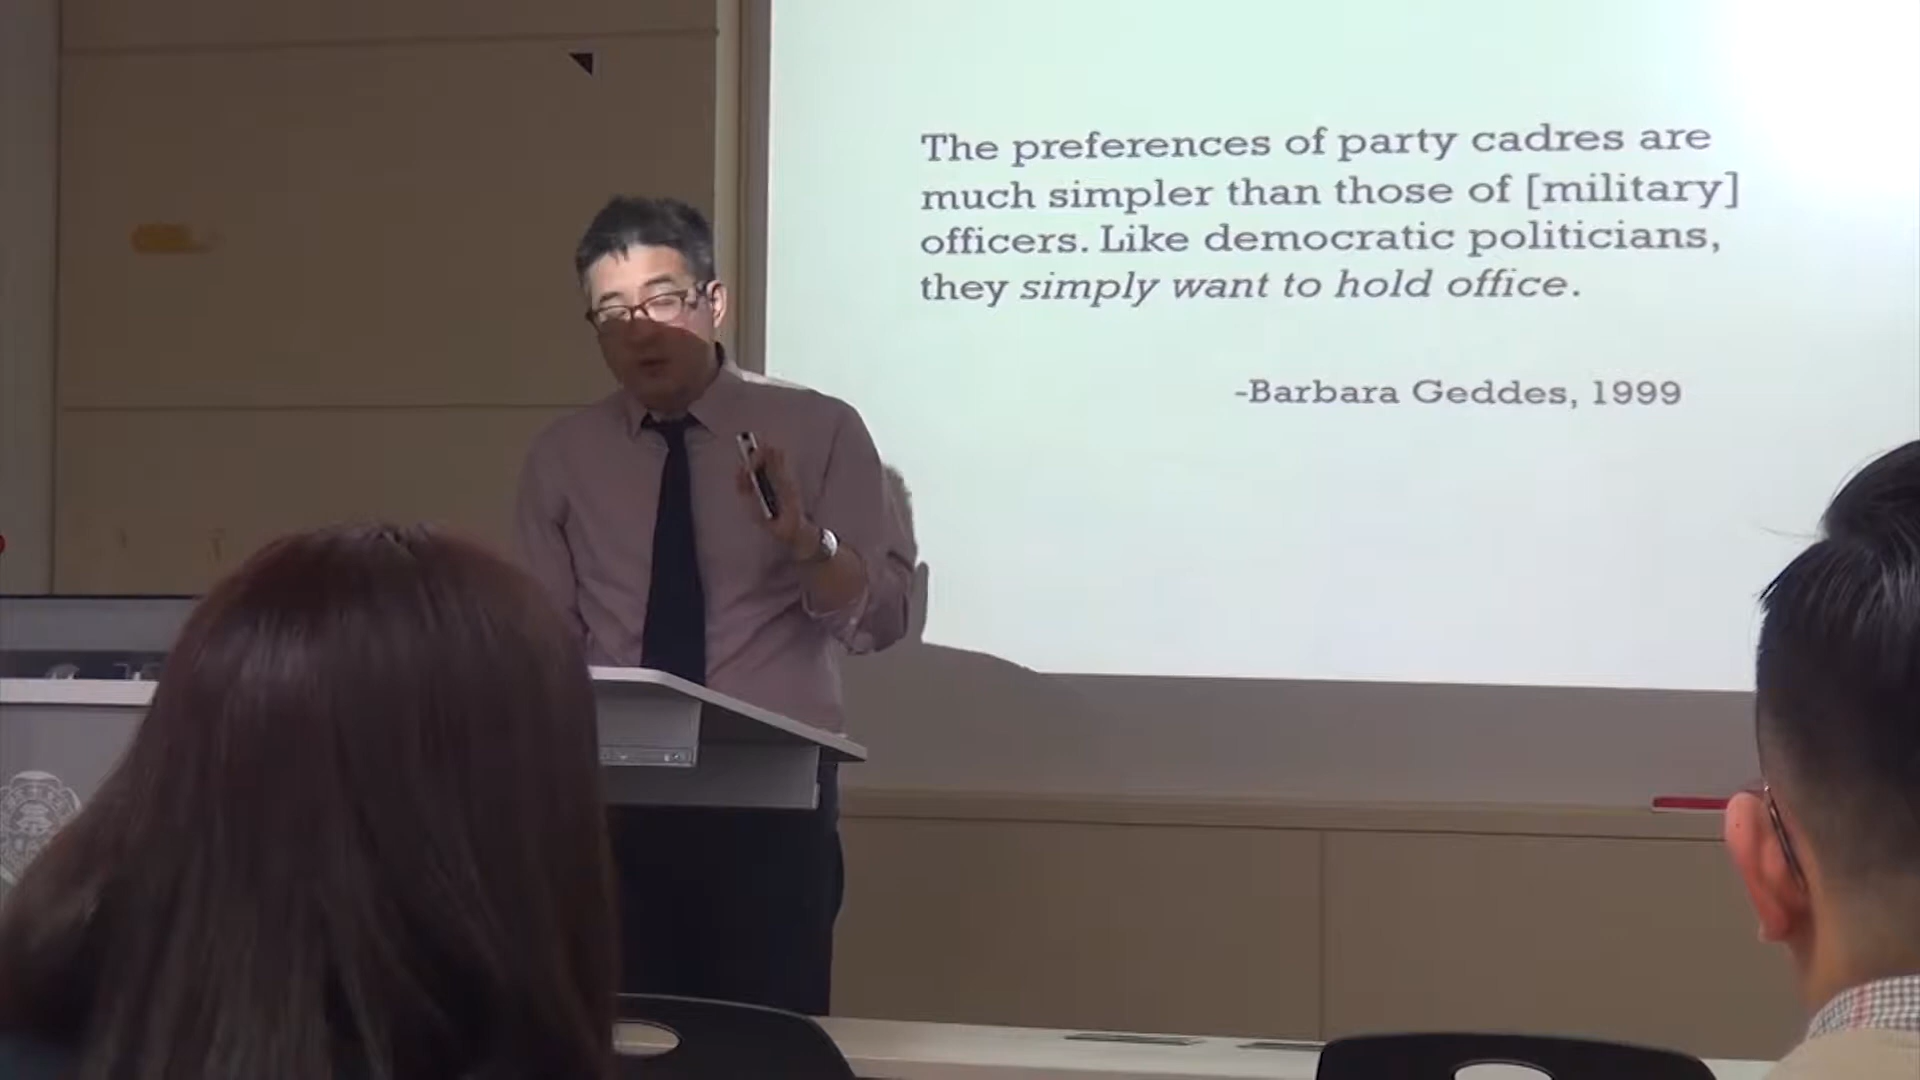 The preferences of party cadres are
much simpler than those of [military]
officers. Like democratic politicians,
they simply want to hold office.
-Barbara Geddes, 1999